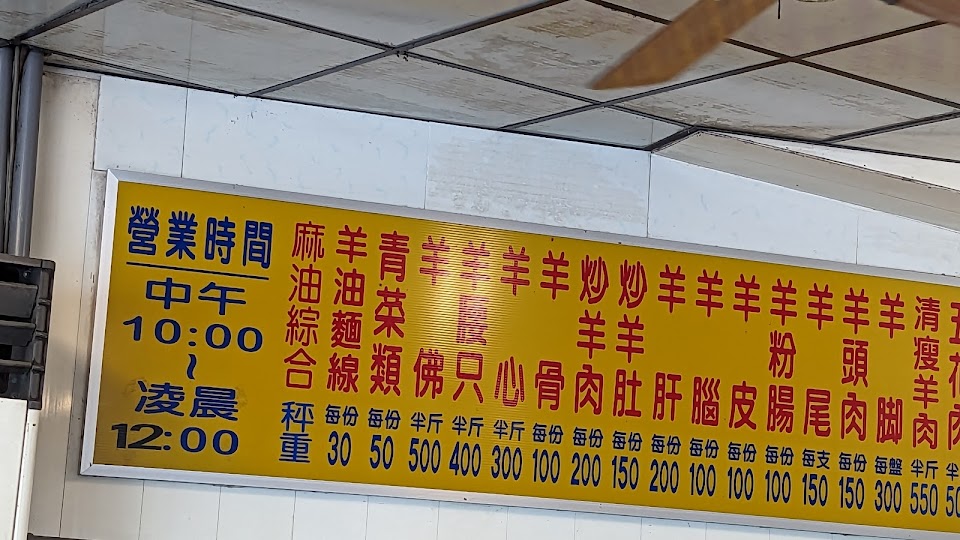 營業時間
中午
10:00
~
凌晨
12:00
麻油綜合
秤重
羊油麵線
每份
30
青菜類
每份
50
羊佛
半斤
500
羊腰只
半斤
400
羊心
半斤
300
羊骨
每份
100
炒羊肉
每份
200
炒羊肚
每份
150
羊肝
每份
200
羊腦
每份
100
羊皮
每份
100
羊粉腸
每份
100
羊尾
每支
150
羊頭肉
每份
150
羊腳
每盤
300
清瘦羊肉
半斤
550